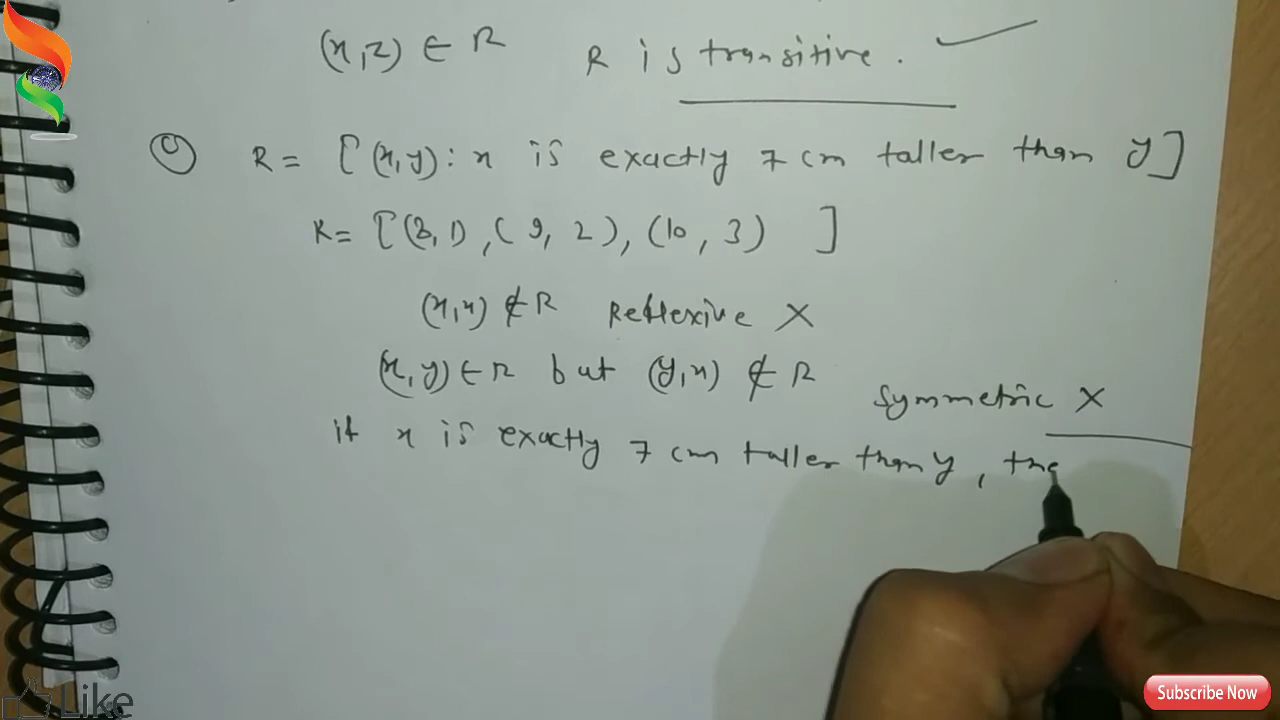 (x,z) ∈ R R is transitive.
(c) R = [(x,y): x is exactly 7 cm taller than y]
R = [(8,1), (9,2), (10,3) ]
(x,x) ∉ R Reflexive X
(x,y) ∈ R but (y,x) ∉ R
Symmetric X
if x is exactly 7 cm taller than y, the
Like
Subscribe Now